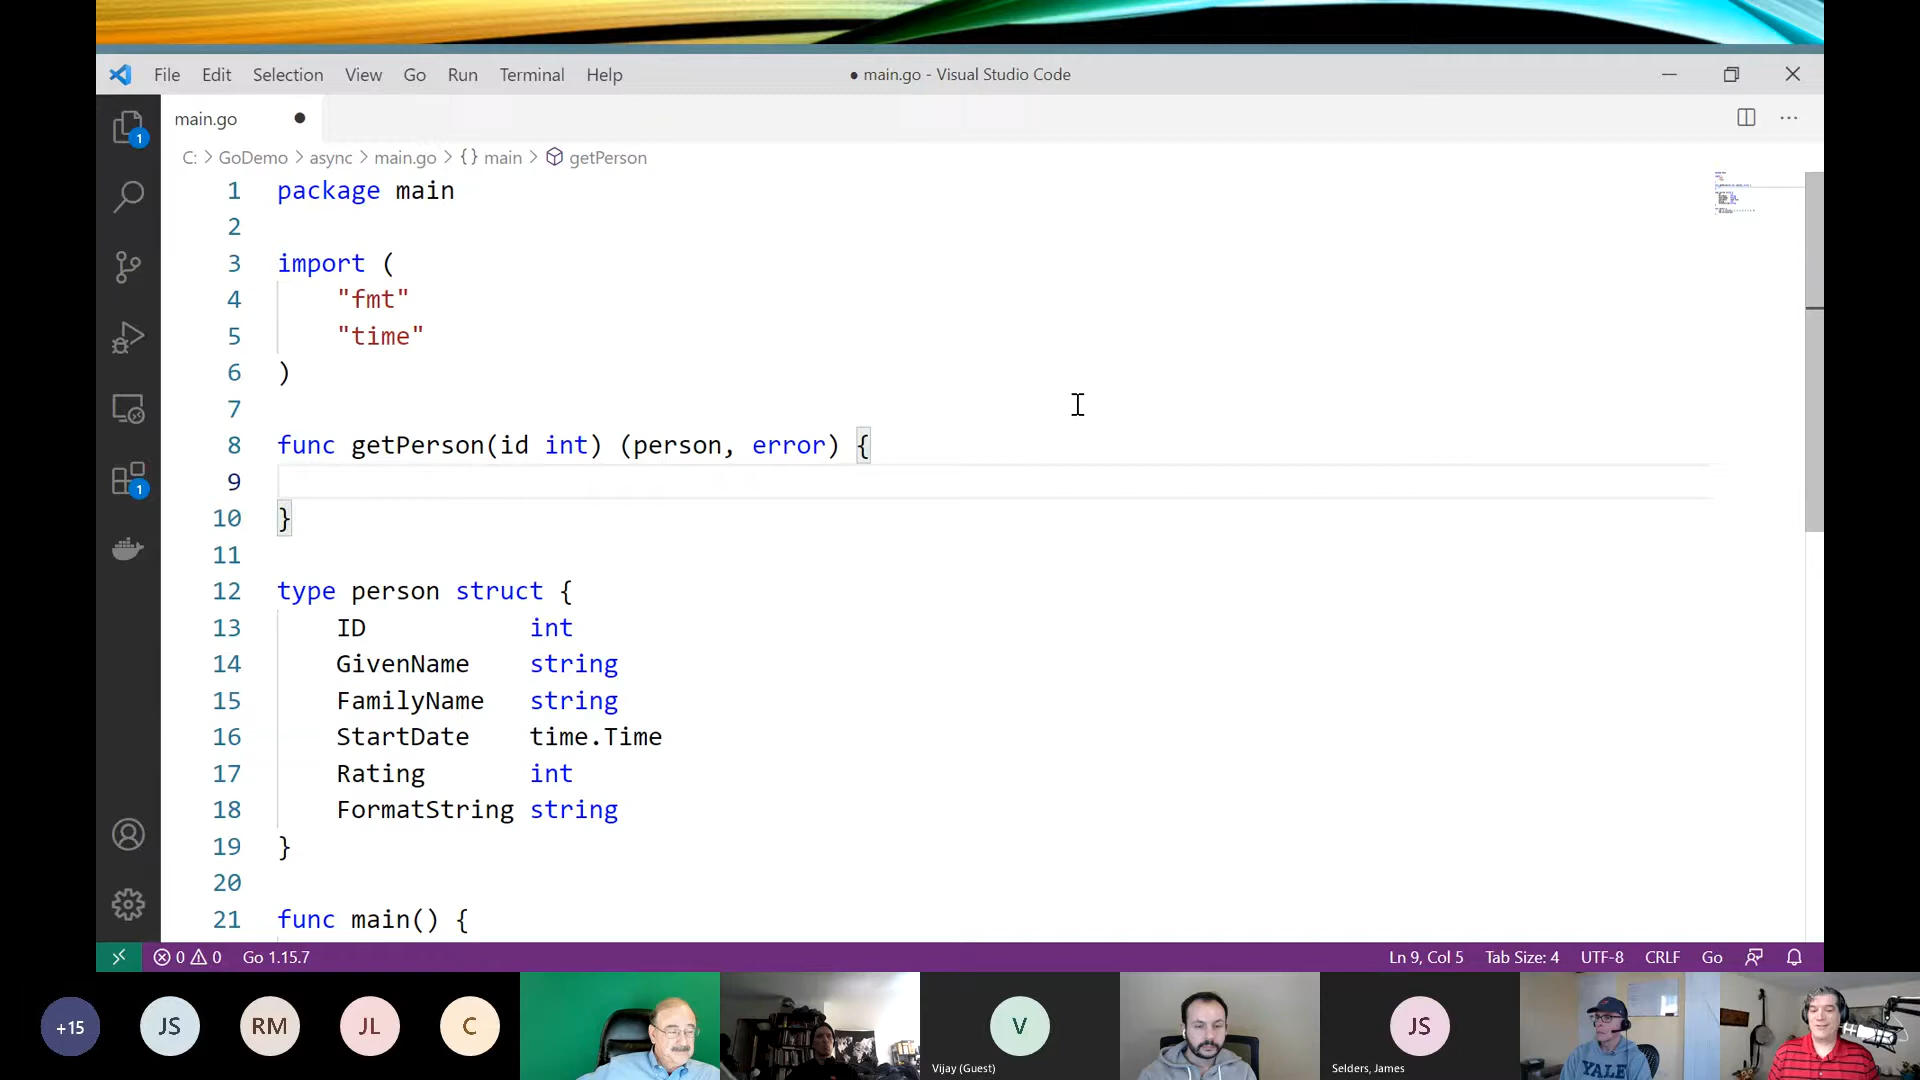 File Edit Selection View Go Run Terminal Help
● main.go - Visual Studio Code
main.go ●
1
C: > GoDemo > async > main.go > {} main > getPerson
1 package main
2
3 import (
4 "fmt"
5 "time"
6 )
7
8 func getPerson(id int) (person, error) {
9
10 }
11
12 type person struct {
13 ID int
14 GivenName string
15 FamilyName string
16 StartDate time.Time
17 Rating int
18 FormatString string
19 }
20
21 func main() {
1
0 0 Go 1.15.7
Ln 9, Col 5 Tab Size: 4 UTF-8 CRLF Go
+15 JS RM JL C V JS
Vijay (Guest)
Selders, James
YALE